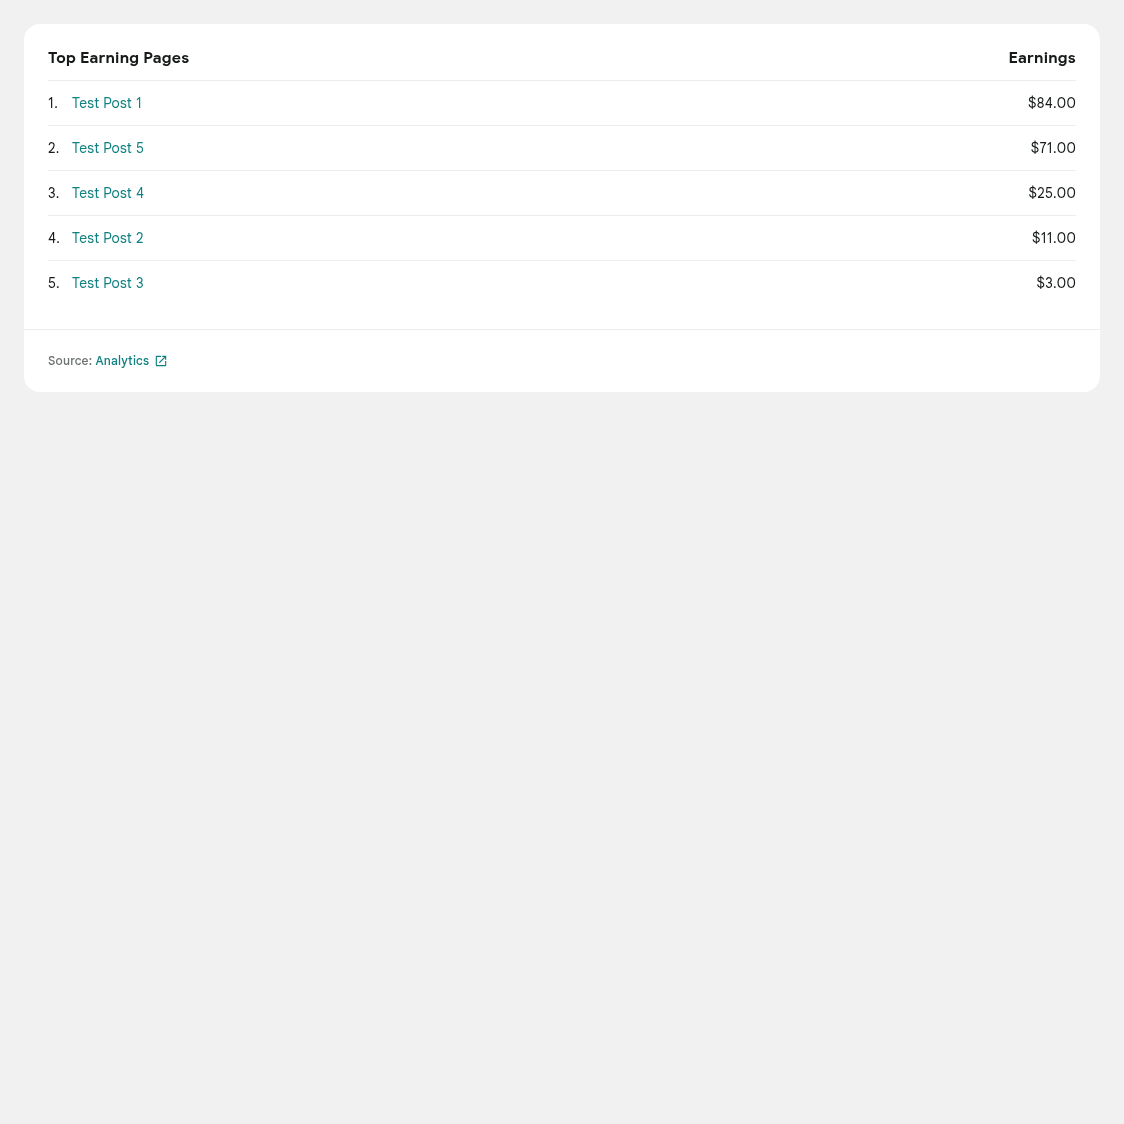 Top Earning Pages Earnings
1. Test Post 1 $84.00
2. Test Post 5 $71.00
3. Test Post 4 $25.00
4. Test Post 2 $11.00
5. Test Post 3 $3.00
Source: Analytics